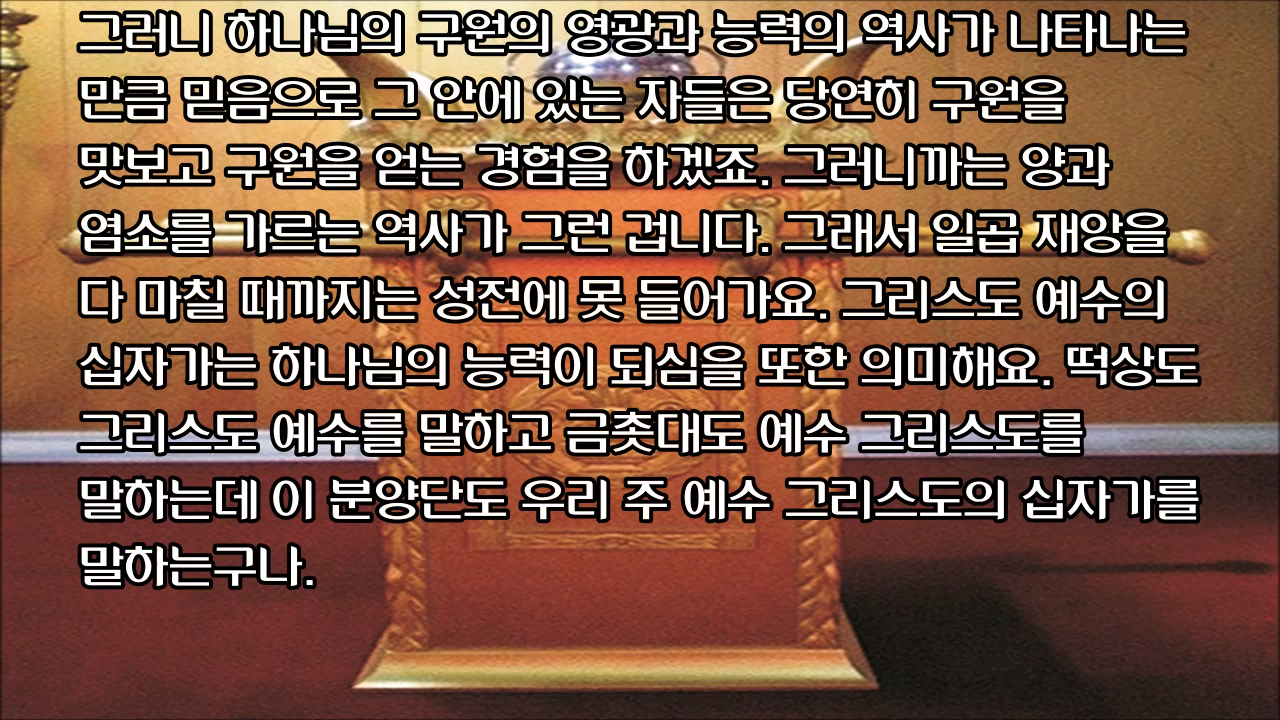 그러니 하나님의 구원의 영광과 능력의 역사가 나타나는
만큼 믿음으로 그 안에 있는 자들은 당연히 구원을
맛보고 구원을 얻는 경험을 하겠죠. 그러니까는 양과
염소를 가르는 역사가 그런 겁니다. 그래서 일곱 재앙을
다 마칠 때까지는 성전에 못 들어가요. 그리스도 예수의
십자가는 하나님의 능력이 되심을 또한 의미해요. 떡상도
그리스도 예수를 말하고 금촛대도 예수 그리스도를
말하는데 이 분양단도 우리 주 예수 그리스도의 십자가를
말하는구나.